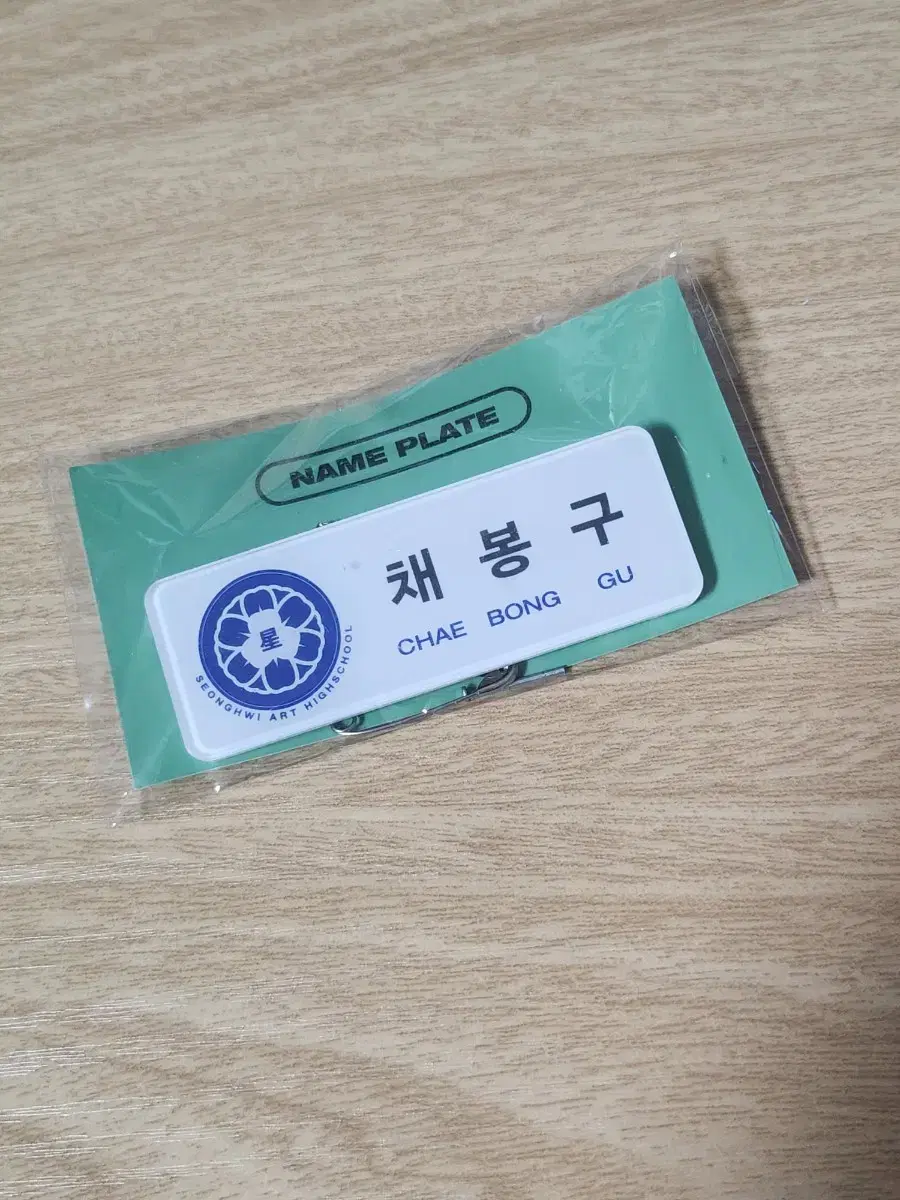 NAME PLATE
채 봉 구
CHAE BONG GU
星
SEONGHWI ART HIGHSCHOOL